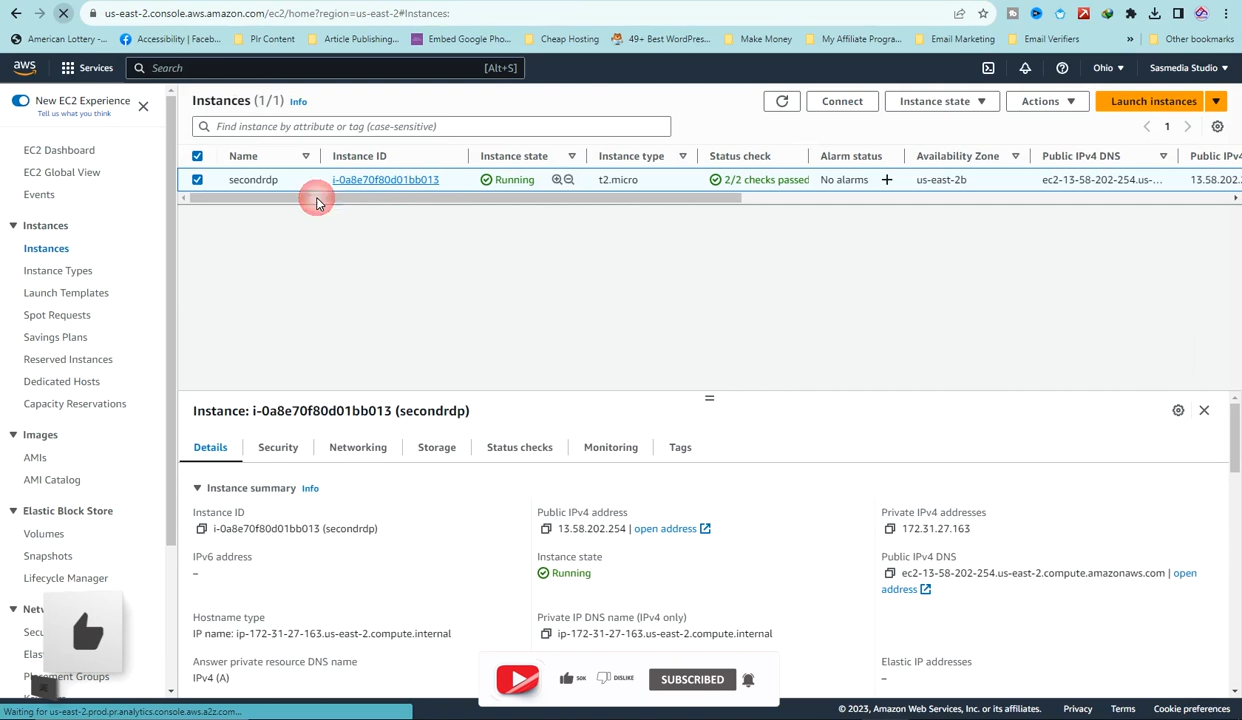 us-east-2.console.aws.amazon.com/ec2/home?region=us-east-2#Instances:
American Lottery -... Accessibility | Faceb... Plr Content Article Publishing... Embed Google Pho... Cheap Hosting 49+ Best WordPress... Make Money My Affiliate Progra... Email Marketing Email Verifiers » Other bookmarks
aws Services Search [Alt+S] Ohio Sasmedia Studio
New EC2 Experience
Tell us what you think
EC2 Dashboard
EC2 Global View
Events
Instances
Instances
Instance Types
Launch Templates
Spot Requests
Savings Plans
Reserved Instances
Dedicated Hosts
Capacity Reservations
Images
AMIs
AMI Catalog
Elastic Block Store
Volumes
Snapshots
Lifecycle Manager
Placement Groups
Instances (1/1) Info
Connect Instance state Actions Launch instances
Find instance by attribute or tag (case-sensitive)
1
Name Instance ID Instance state Instance type Status check Alarm status Availability Zone Public IPv4 DNS Public IPv4
secondrdp i-0a8e70f80d01bb013 Running t2.micro 2/2 checks passed No alarms + us-east-2b ec2-13-58-202-254.us-... 13.58.202.
Instance: i-0a8e70f80d01bb013 (secondrdp)
Details Security Networking Storage Status checks Monitoring Tags
Instance summary Info
Instance ID
i-0a8e70f80d01bb013 (secondrdp)
Public IPv4 address
13.58.202.254 | open address
Private IPv4 addresses
172.31.27.163
IPv6 address
–
Instance state
Running
Public IPv4 DNS
ec2-13-58-202-254.us-east-2.compute.amazonaws.com | open
address
Hostname type
IP name: ip-172-31-27-163.us-east-2.compute.internal
Private IP DNS name (IPv4 only)
ip-172-31-27-163.us-east-2.compute.internal
Answer private resource DNS name
IPv4 (A)
Elastic IP addresses
–
50K DISLIKE SUBSCRIBED
Waiting for us-east-2.prod.pr.analytics.console.aws.a2z.com...
© 2023, Amazon Web Services, Inc. or its affiliates. Privacy Terms Cookie preferences